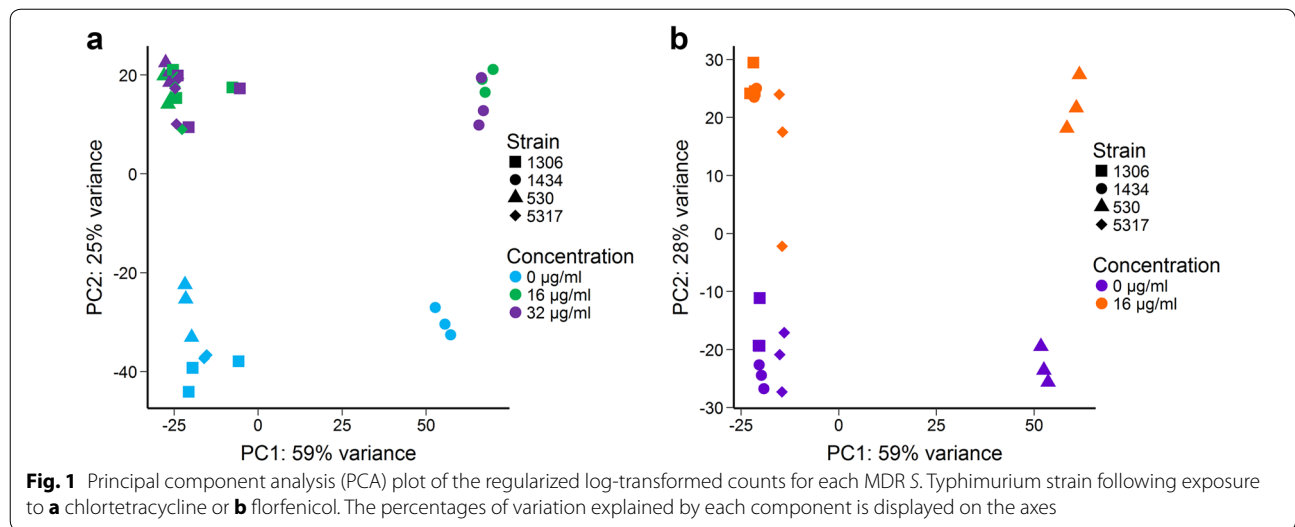 a
20
0
-20
-40
PC2: 25% variance
-25
0
25
50
PC1: 59% variance
Strain
1306
1434
530
5317
Concentration
0 µg/ml
16 µg/ml
32 µg/ml
b
30
20
10
0
-10
-20
-30
PC2: 28% variance
-25
0
25
50
PC1: 59% variance
Strain
1306
1434
530
5317
Concentration
0 µg/ml
16 µg/ml
Fig. 1 Principal component analysis (PCA) plot of the regularized log-transformed counts for each MDR S. Typhimurium strain following exposure
to a chlortetracycline or b florfenicol. The percentages of variation explained by each component is displayed on the axes